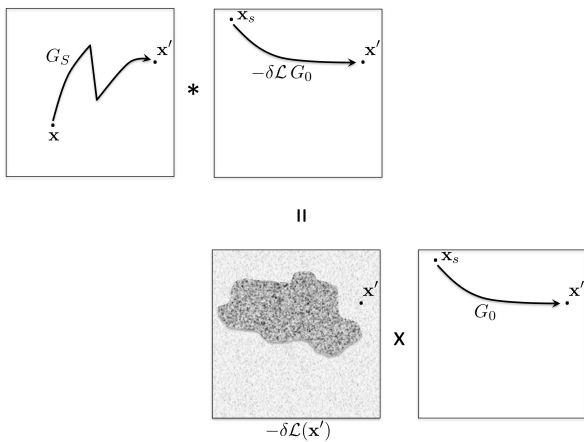 G_S x′
x
*
x_s x′
−δℒ G_0
=
x′
−δℒ(x′)
x
x_s x′
G_0